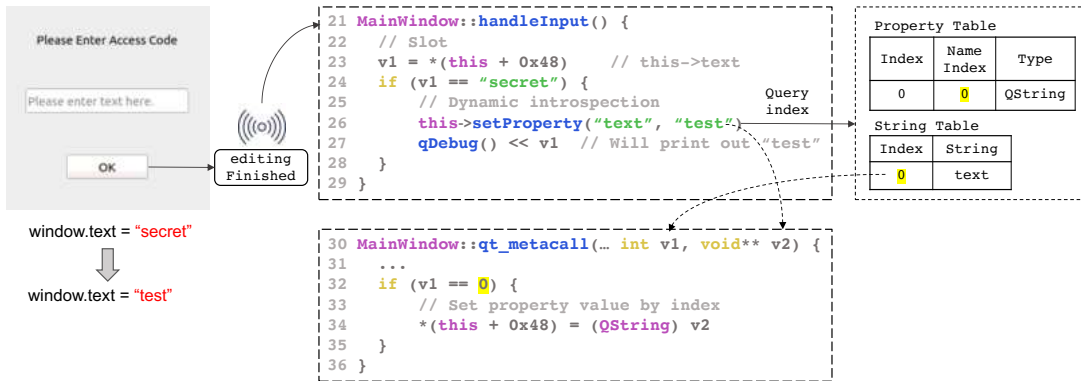 Please Enter Access Code
Please enter text here.
OK
editing
Finished
window.text = “secret”
window.text = “test”
21 MainWindow::handleInput() {
22 // Slot
23 v1 = *(this + 0x48) // this->text
24 if (v1 == “secret”) {
25 // Dynamic introspection
26 this->setProperty(“text”, “test”)
27 qDebug() << v1 // Will print out “test”
28 }
29 }
Query
index
Property Table
Index Name Index Type
0 0 QString
String Table
Index String
0 text
30 MainWindow::qt_metacall(… int v1, void** v2) {
31 ...
32 if (v1 == 0) {
33 // Set property value by index
34 *(this + 0x48) = (QString) v2
35 }
36 }